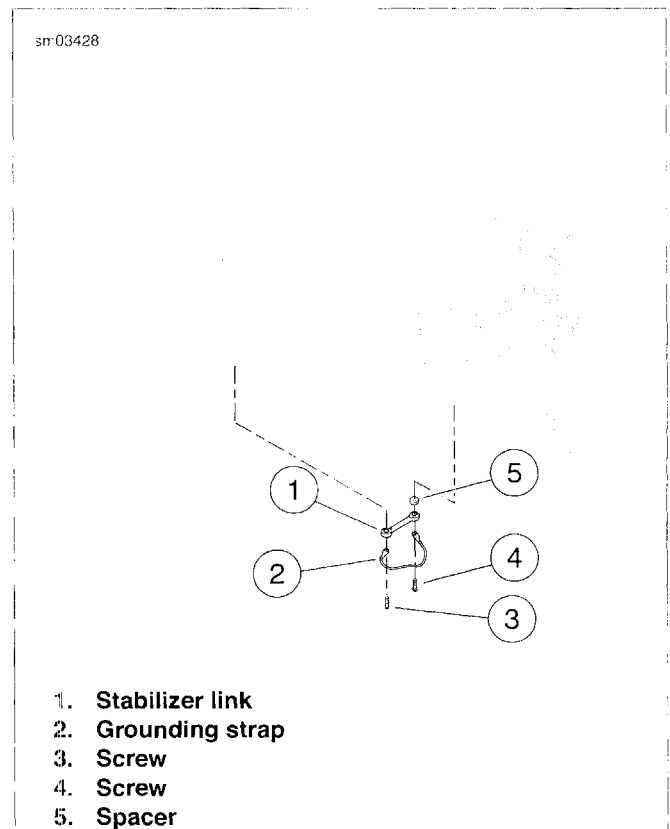 sm03428
5
1
4
2
3
1. Stabilizer link
2. Grounding strap
3. Screw
4. Screw
5. Spacer